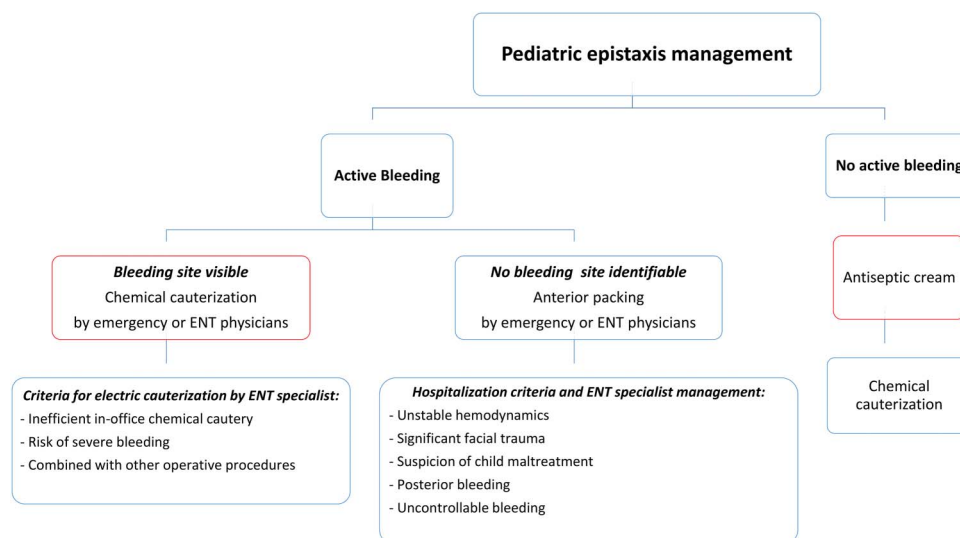 Pediatric epistaxis management
Active Bleeding
No active bleeding
Bleeding site visible
Chemical cauterization
by emergency or ENT physicians
No bleeding site identifiable
Anterior packing
by emergency or ENT physicians
Antiseptic cream
Criteria for electric cauterization by ENT specialist:
- Inefficient in-office chemical cautery
- Risk of severe bleeding
- Combined with other operative procedures
Hospitalization criteria and ENT specialist management:
- Unstable hemodynamics
- Significant facial trauma
- Suspicion of child maltreatment
- Posterior bleeding
- Uncontrollable bleeding
Chemical
cauterization